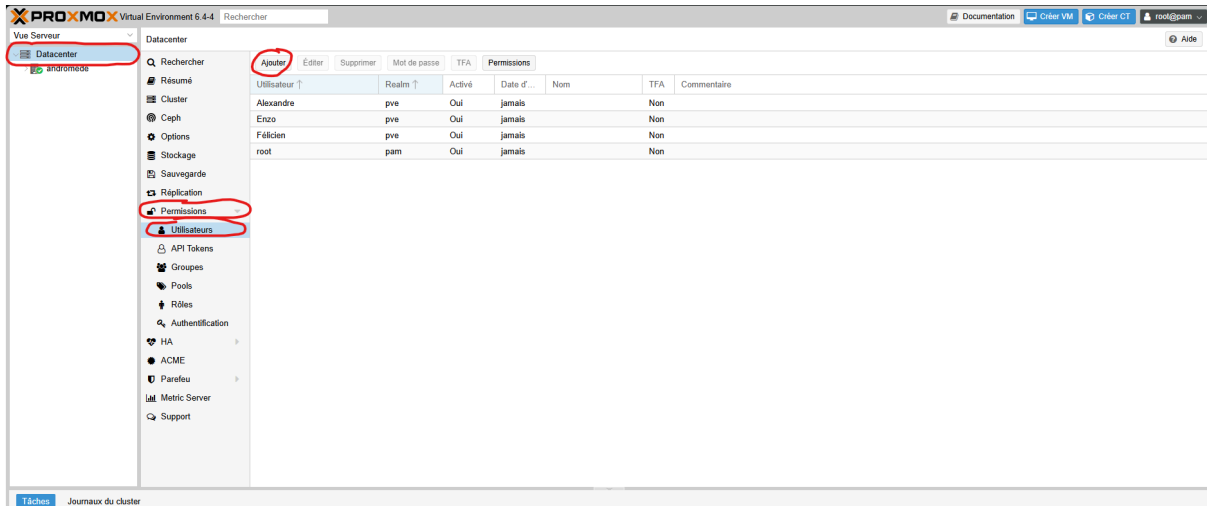 PROXMOX Virtual Environment 6.4-4 Rechercher Documentation Créer VM Créer CT root@pam
Vue Serveur
Datacenter
andromede
Datacenter
Aide
Rechercher
Résumé
Cluster
Ceph
Options
Stockage
Sauvegarde
Réplication
Permissions
Utilisateurs
API Tokens
Groupes
Pools
Rôles
Authentification
HA
ACME
Parefeu
Metric Server
Support
Ajouter Éditer Supprimer Mot de passe TFA Permissions
Utilisateur ↑ Realm ↑ Activé Date d'... Nom TFA Commentaire
Alexandre pve Oui jamais Non
Enzo pve Oui jamais Non
Félicien pve Oui jamais Non
root pam Oui jamais Non
Tâches Journaux du cluster